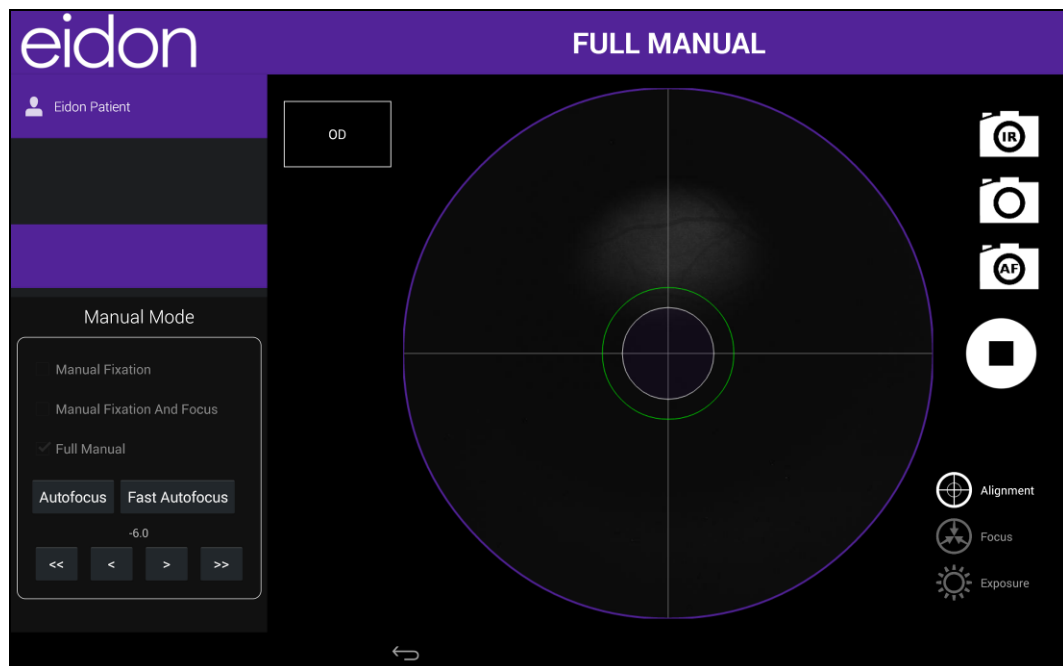 eidon
FULL MANUAL
Eidon Patient
OD
IR
AF
Manual Mode
Manual Fixation
Manual Fixation And Focus
Full Manual
Autofocus
Fast Autofocus
-6.0
<<
<
>
>>
Alignment
Focus
Exposure